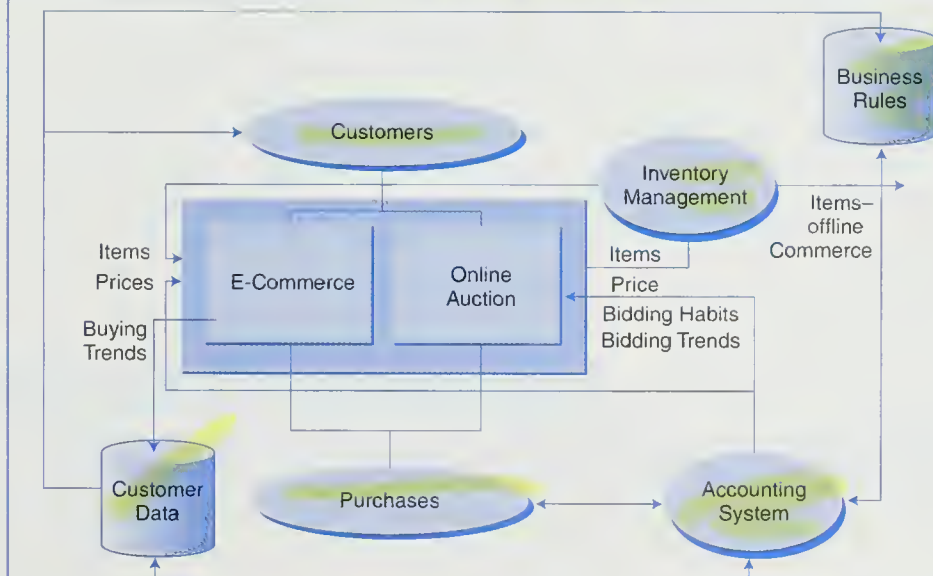 Business
Rules
Customers
Inventory
Management
Items–
offline
Commerce
Items
Prices
E-Commerce
Online
Auction
Items
Price
Bidding Habits
Bidding Trends
Buying
Trends
Customer
Data
Purchases
Accounting
System